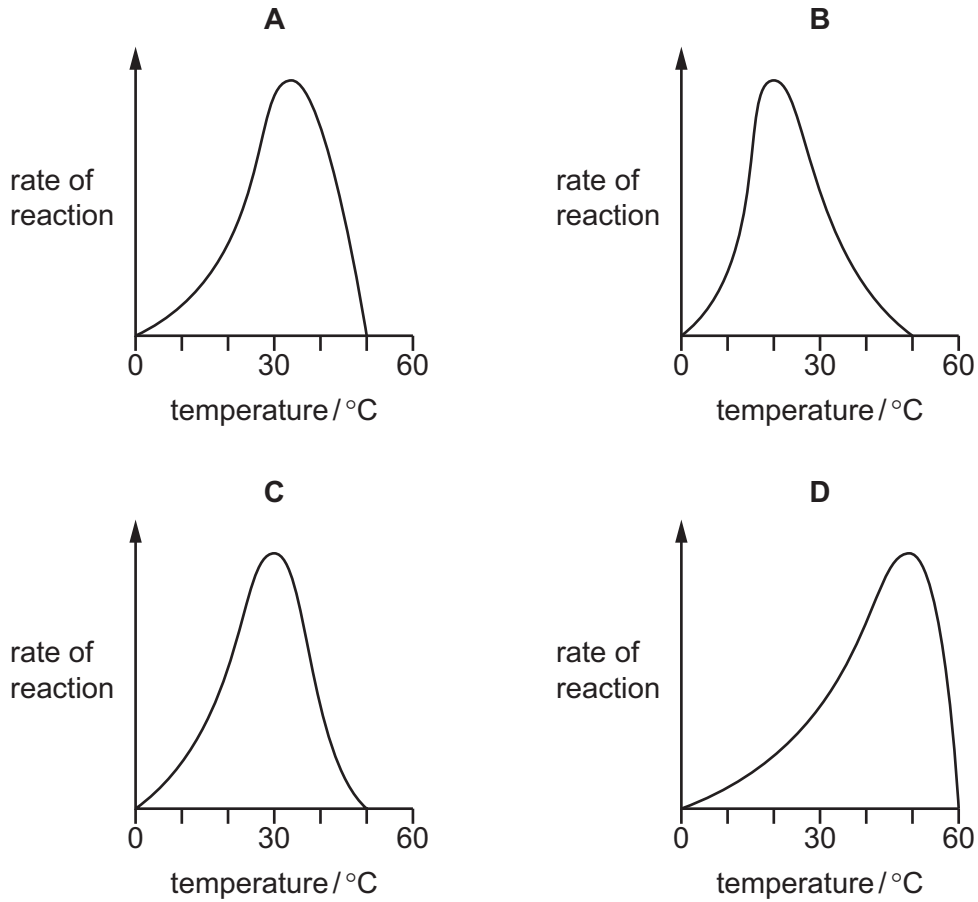 A
rate of
reaction
0 30 60
temperature / °C
B
rate of
reaction
0 30 60
temperature / °C
C
rate of
reaction
0 30 60
temperature / °C
D
rate of
reaction
0 30 60
temperature / °C